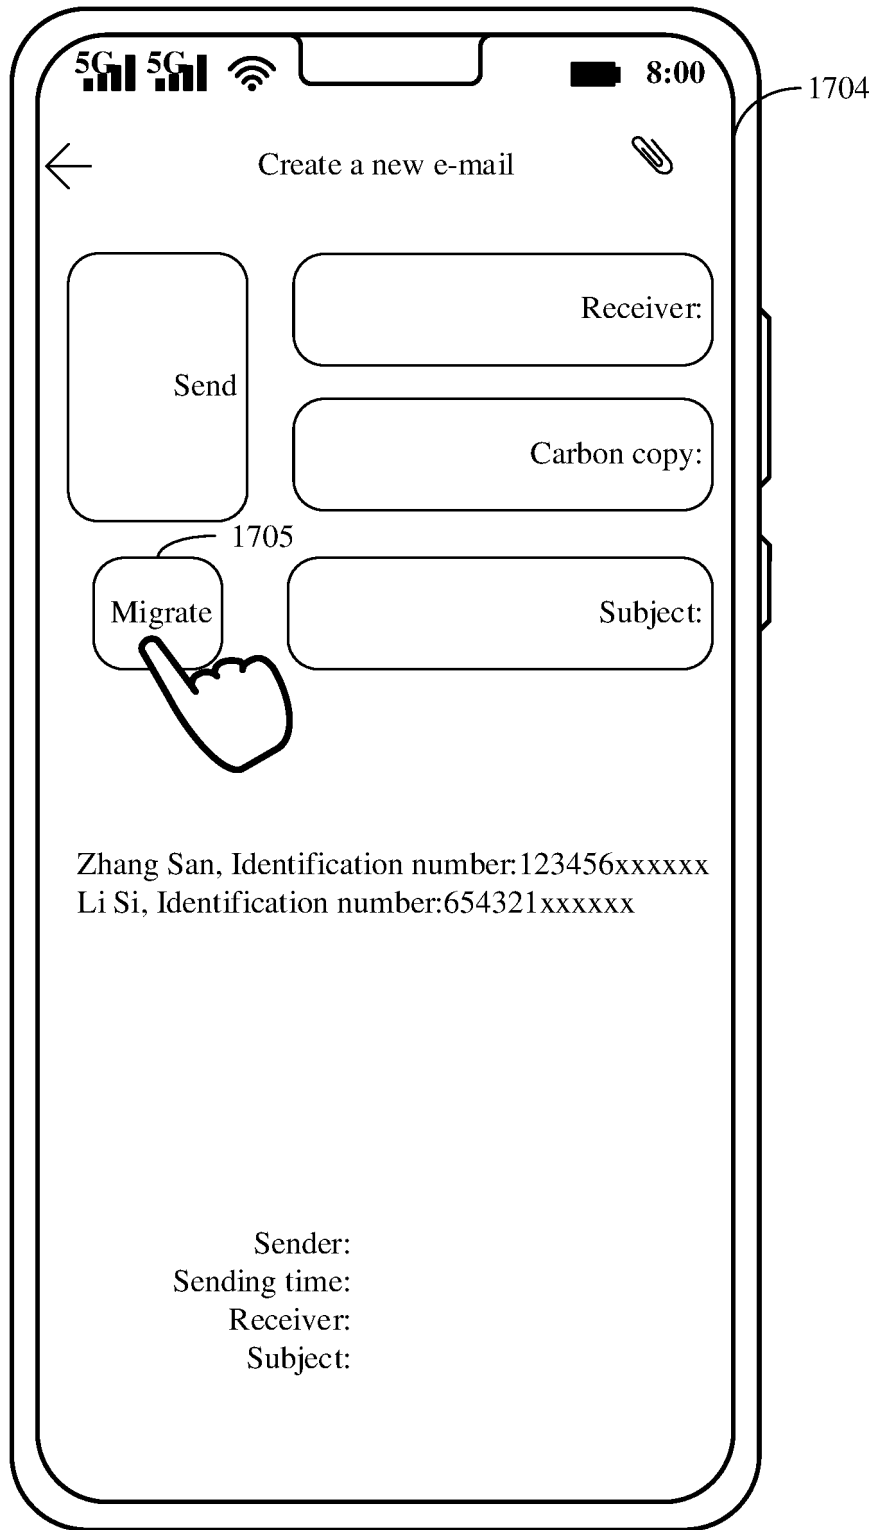 5G 5G 8:00
1704
Create a new e-mail
Receiver:
Send
Carbon copy:
1705
Migrate
Subject:
Zhang San, Identification number:123456xxxxxx
Li Si, Identification number:654321xxxxxx
Sender:
Sending time:
Receiver:
Subject: